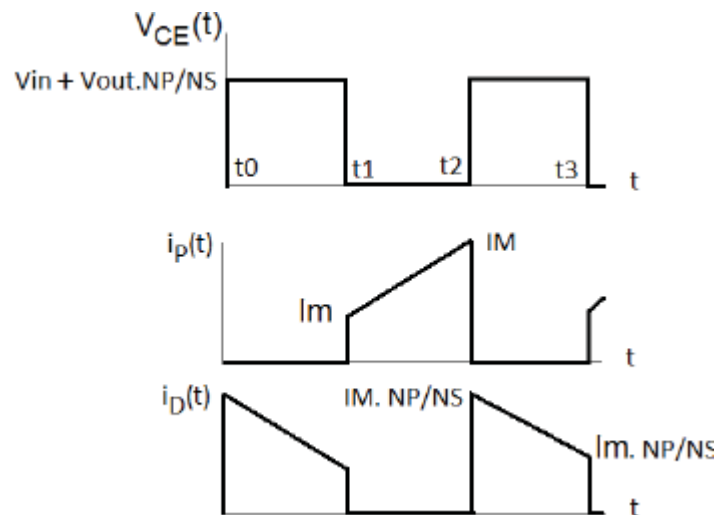 VCE(t)
Vin + Vout.NP/NS
t0
t1
t2
t3
t
iP(t)
IM
Im
t
iD(t)
IM. NP/NS
Im. NP/NS
t